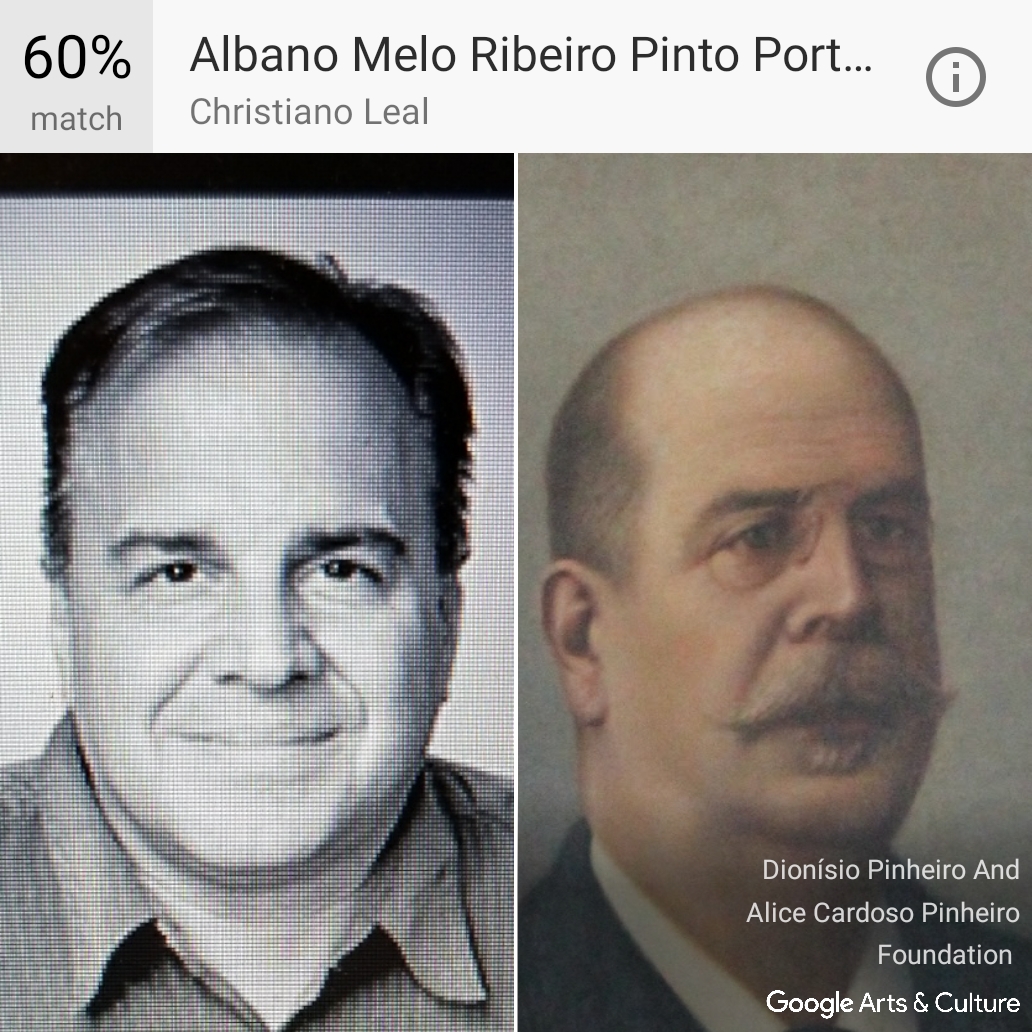 60%
match
Albano Melo Ribeiro Pinto Port...
Christiano Leal
Dionísio Pinheiro And
Alice Cardoso Pinheiro
Foundation
Google Arts & Culture